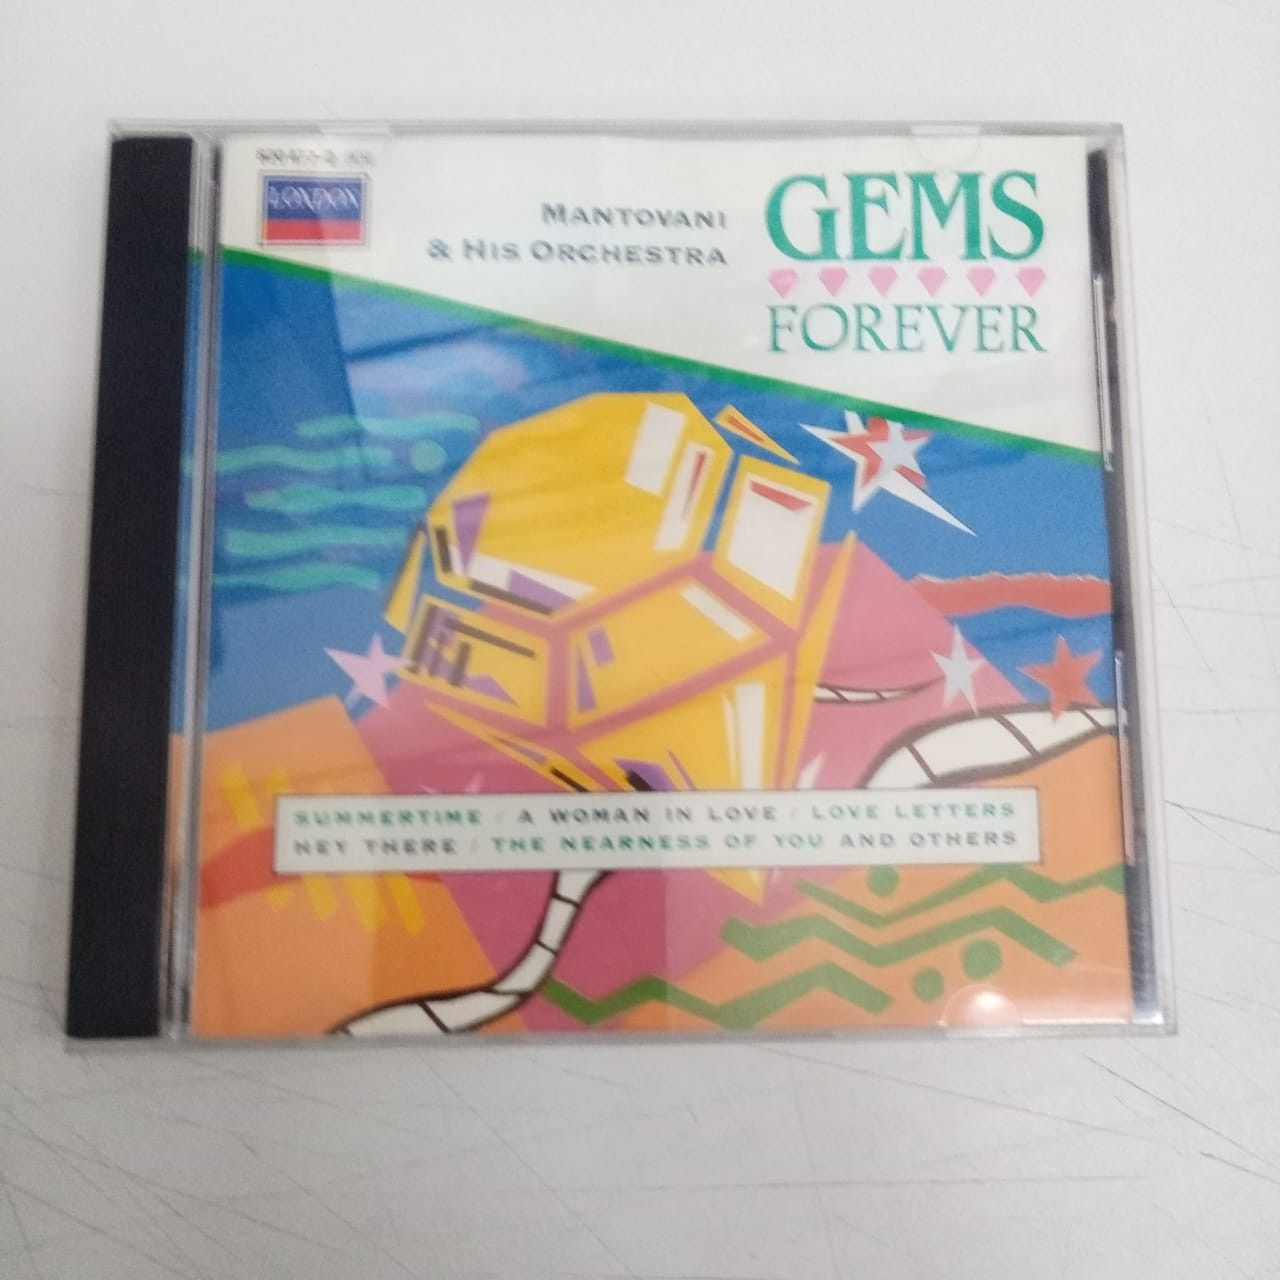 LONDON
MANTOVANI
& HIS ORCHESTRA
GEMS
FOREVER
SUMMERTIME / A WOMAN IN LOVE / LOVE LETTERS
HEY THERE / THE NEARNESS OF YOU AND OTHERS